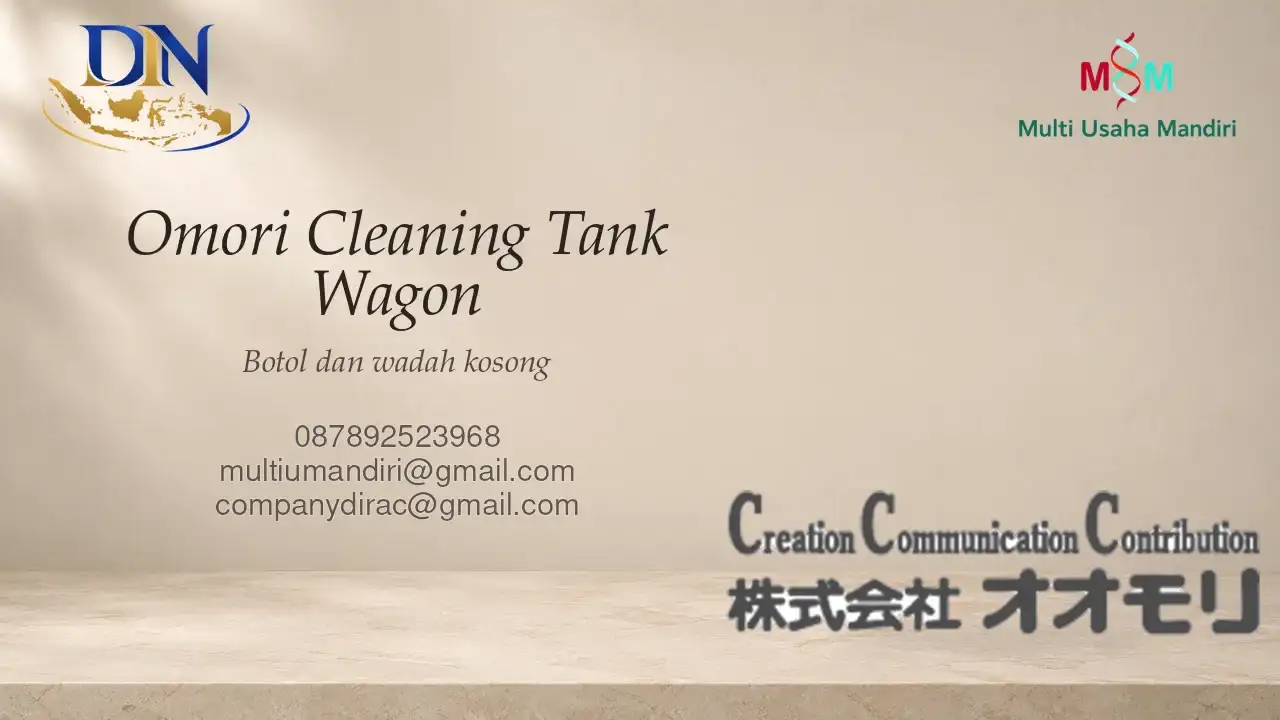 DN
M M
Multi Usaha Mandiri
Omori Cleaning Tank
Wagon
Botol dan wadah kosong
087892523968
multiumandiri@gmail.com
companydirac@gmail.com
Creation Communication Contribution
株式会社 オオモリ